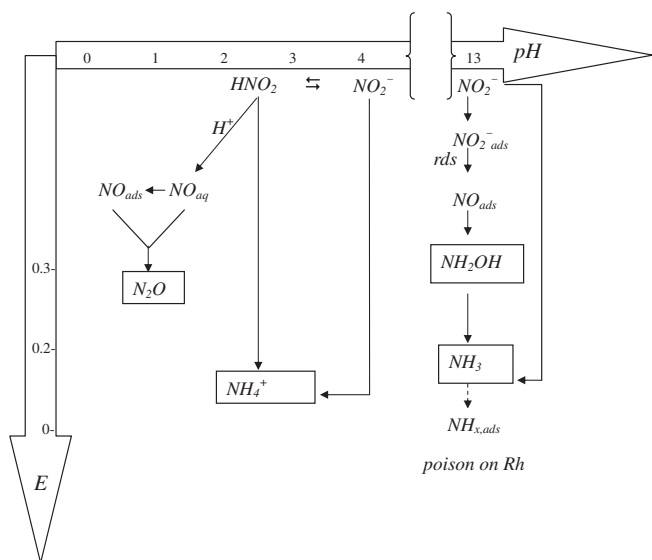 pH
0 1 2 3 4 13
HNO₂ ⇆ NO₂⁻ NO₂⁻
H⁺
NO₂⁻ads
rds
NOads NOaq NOads
0.3-
NH₂OH
N₂O
0.2-
NH₃
NH₄⁺
0-
NHx,ads
poison on Rh
E